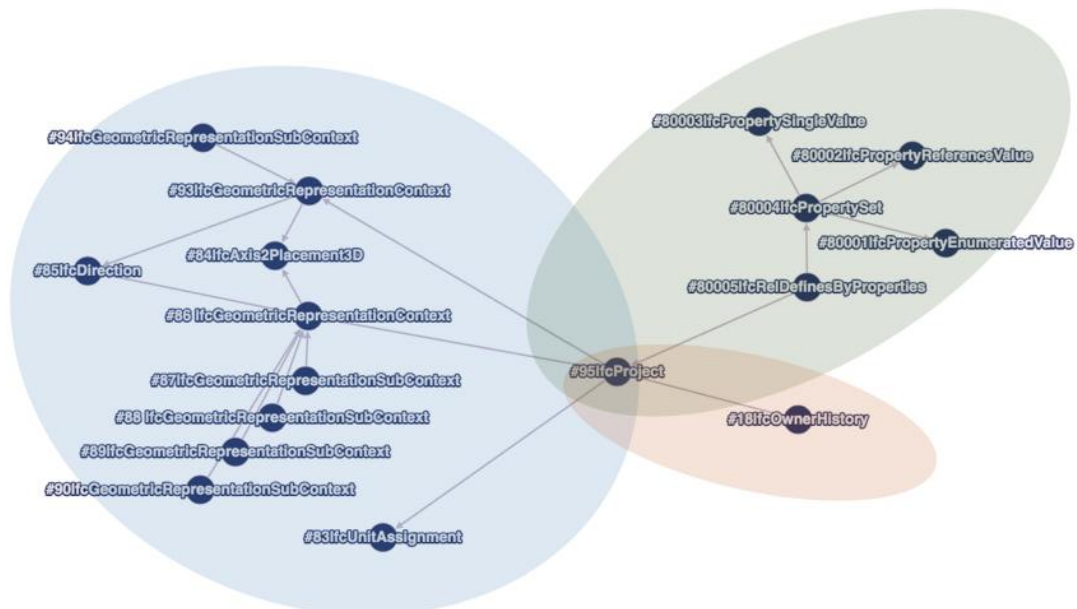 #80003IfcPropertySingleValue
#94IfcGeometricRepresentationSubContext
#80002IfcPropertyReferenceValue
#93IfcGeometricRepresentationContext
#80004IfcPropertySet
#80001IfcPropertyEnumeratedValue
#84IfcAxis2Placement3D
#85IfcDirection
#80005IfcRelDefinesByProperties
#86 IfcGeometricRepresentationContext
#95IfcProject
#87IfcGeometricRepresentationSubContext
#88 IfcGeometricRepresentationSubContext
#18IfcOwnerHistory
#89IfcGeometricRepresentationSubContext
#90IfcGeometricRepresentationSubContext
#83IfcUnitAssignment